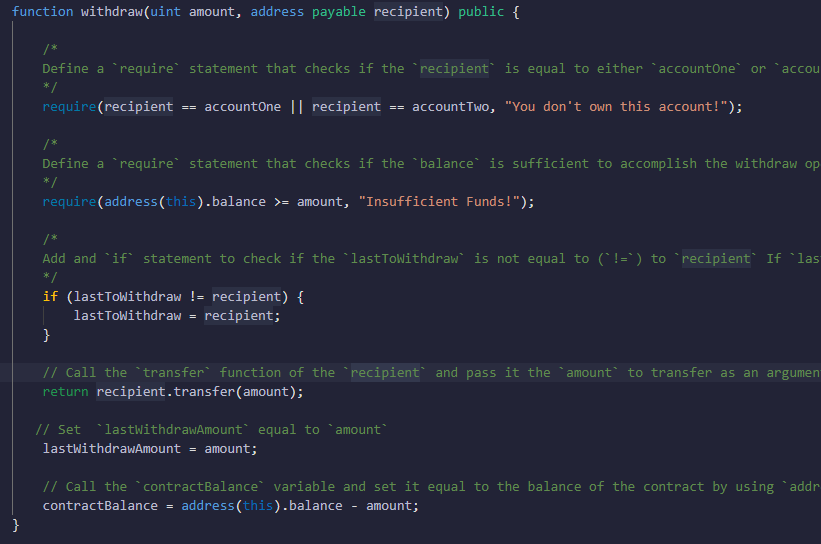 function withdraw(uint amount, address payable recipient) public {
/*
Define a `require` statement that checks if the `recipient` is equal to either `accountOne` or `accou
*/
require(recipient == accountOne || recipient == accountTwo, "You don't own this account!");
/*
Define a `require` statement that checks if the `balance` is sufficient to accomplish the withdraw op
*/
require(address(this).balance >= amount, "Insufficient Funds!");
/*
Add and `if` statement to check if the `lastToWithdraw` is not equal to (`!=`) to `recipient` If `las
*/
if (lastToWithdraw != recipient) {
lastToWithdraw = recipient;
}
// Call the `transfer` function of the `recipient` and pass it the `amount` to transfer as an argumen
return recipient.transfer(amount);
// Set  `lastWithdrawAmount` equal to `amount`
lastWithdrawAmount = amount;
// Call the `contractBalance` variable and set it equal to the balance of the contract by using `addr
contractBalance = address(this).balance - amount;
}